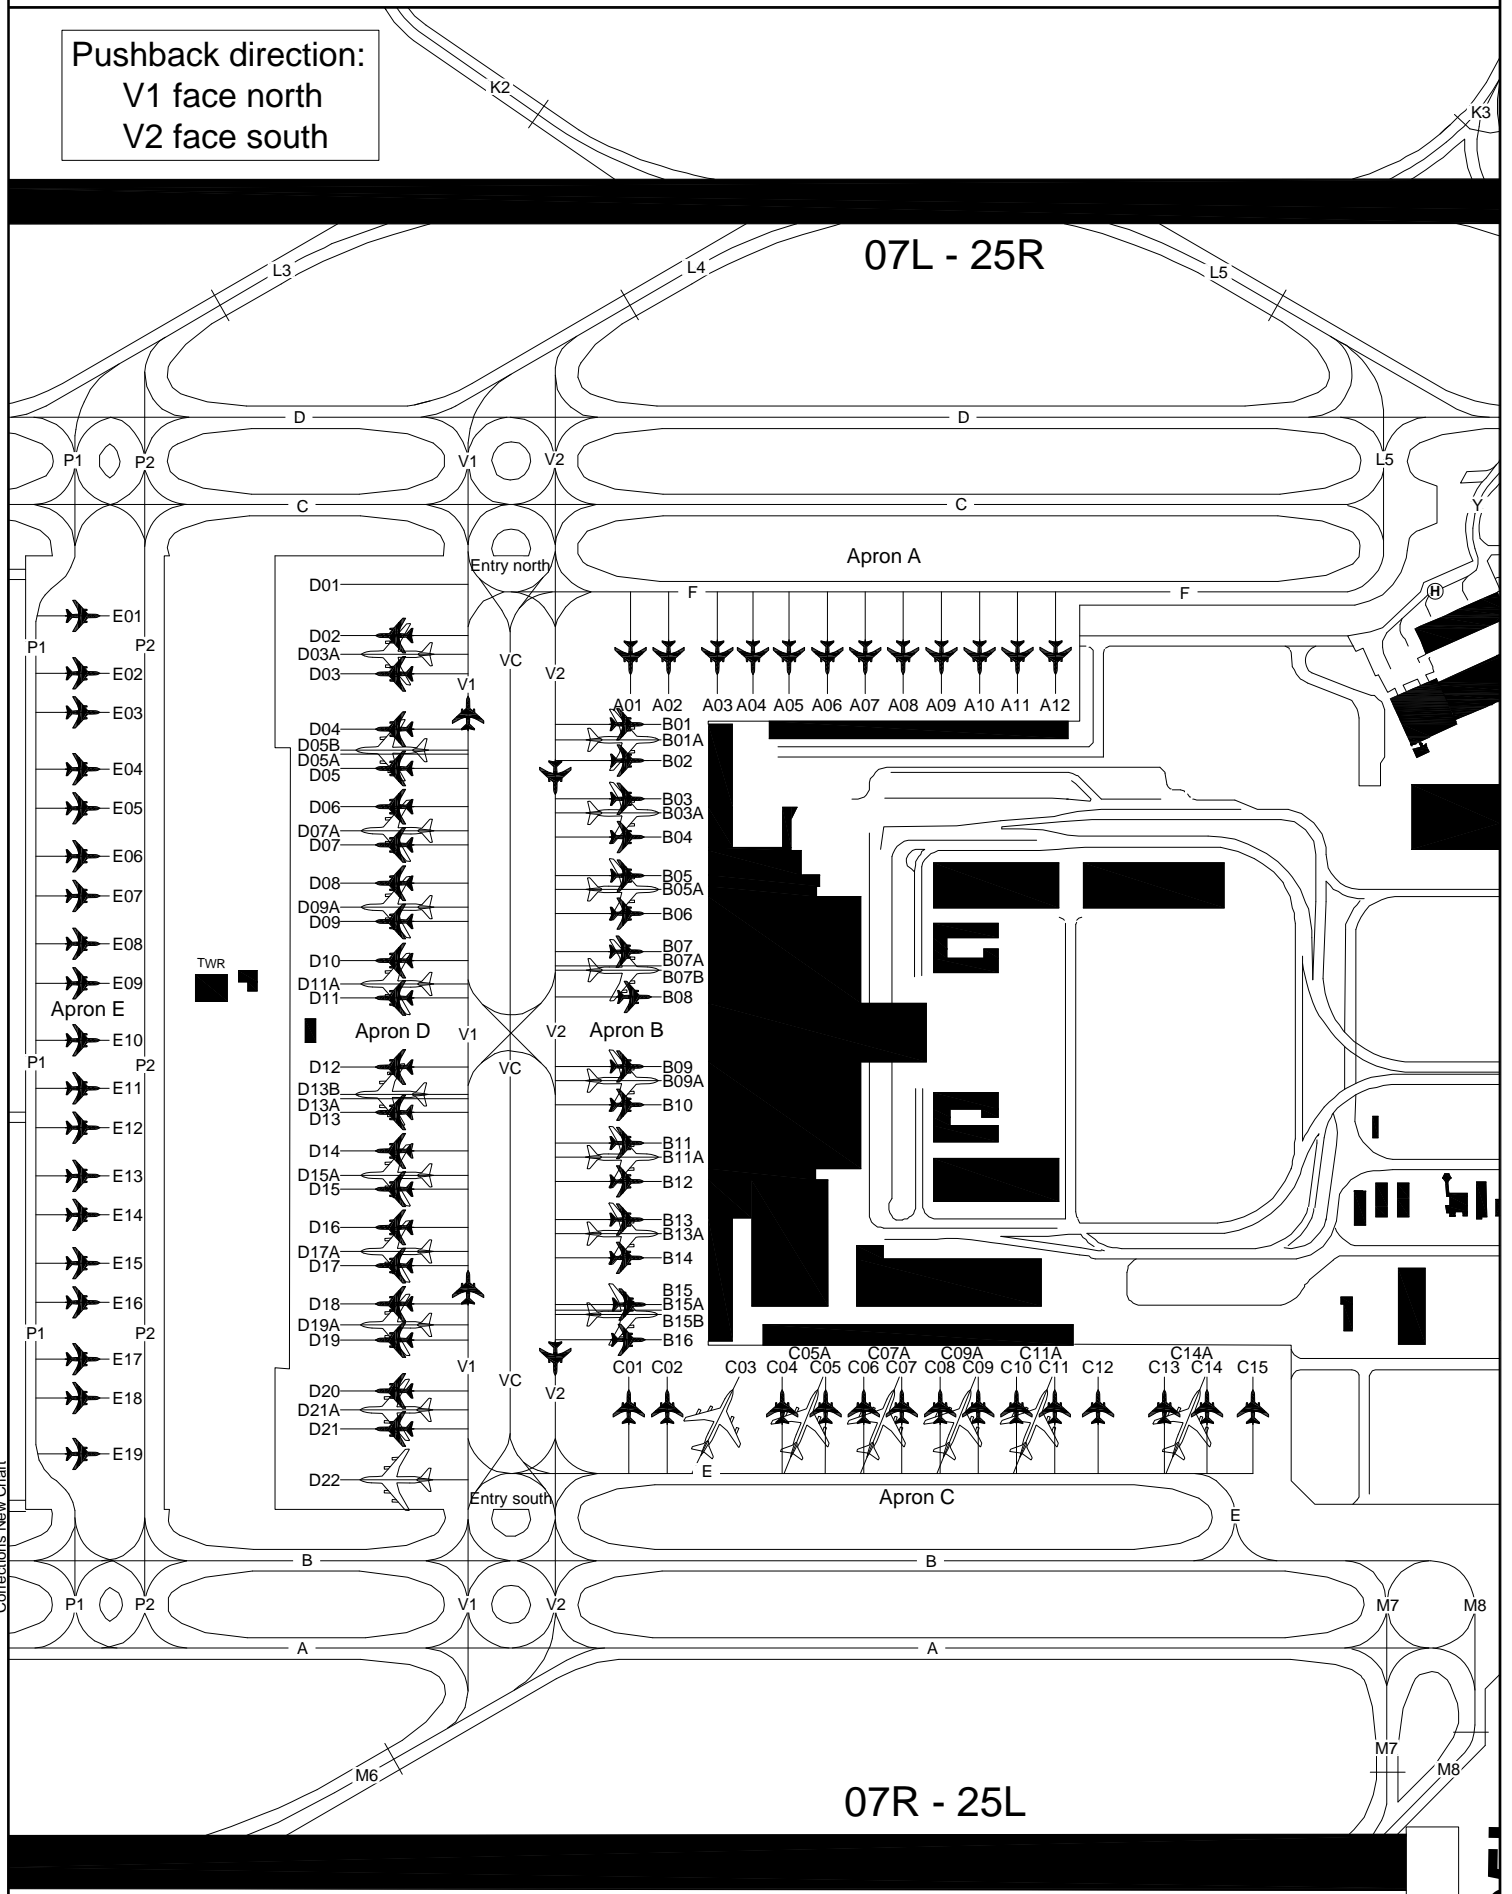 Pushback direction:
V1 face north
V2 face south
K2
K3
07L - 25R
L3
L4
L5
D
D
P1
P2
V1
V2
L5
C
C
Y
Entry north
Apron A
F
F
H
D01
E01
P1
P2
D02
D03A
D03
VC
V1
V2
E02
E03
A01
A02
A03
A04
A05
A06
A07
A08
A09
A10
A11
A12
D04
D05B
D05A
D05
B01
B01A
B02
E04
E05
D06
D07A
D07
B03
B03A
B04
E06
E07
D08
D09A
D09
B05
B05A
B06
E08
E09
TWR
D10
D11A
D11
B07
B07A
B07B
B08
Apron E
Apron D
V1
V2
Apron B
E10
P1
P2
D12
VC
B09
B09A
B10
E11
D13B
D13A
D13
E12
D14
D15A
D15
B11
B11A
B12
E13
E14
D16
D17A
D17
B13
B13A
B14
E15
E16
D18
D19A
D19
B15
B15A
B15B
B16
P1
P2
E17
V1
VC
V2
C05A
C07A
C09A
C11A
C14A
C01
C02
C03
C04
C05
C06
C07
C08
C09
C10
C11
C12
C13
C14
C15
E18
D20
D21A
D21
E19
D22
E
Entry south
Apron C
E
Corrections New Chart
B
B
P1
P2
V1
V2
M7
M8
A
A
M6
M7
M8
07R - 25L